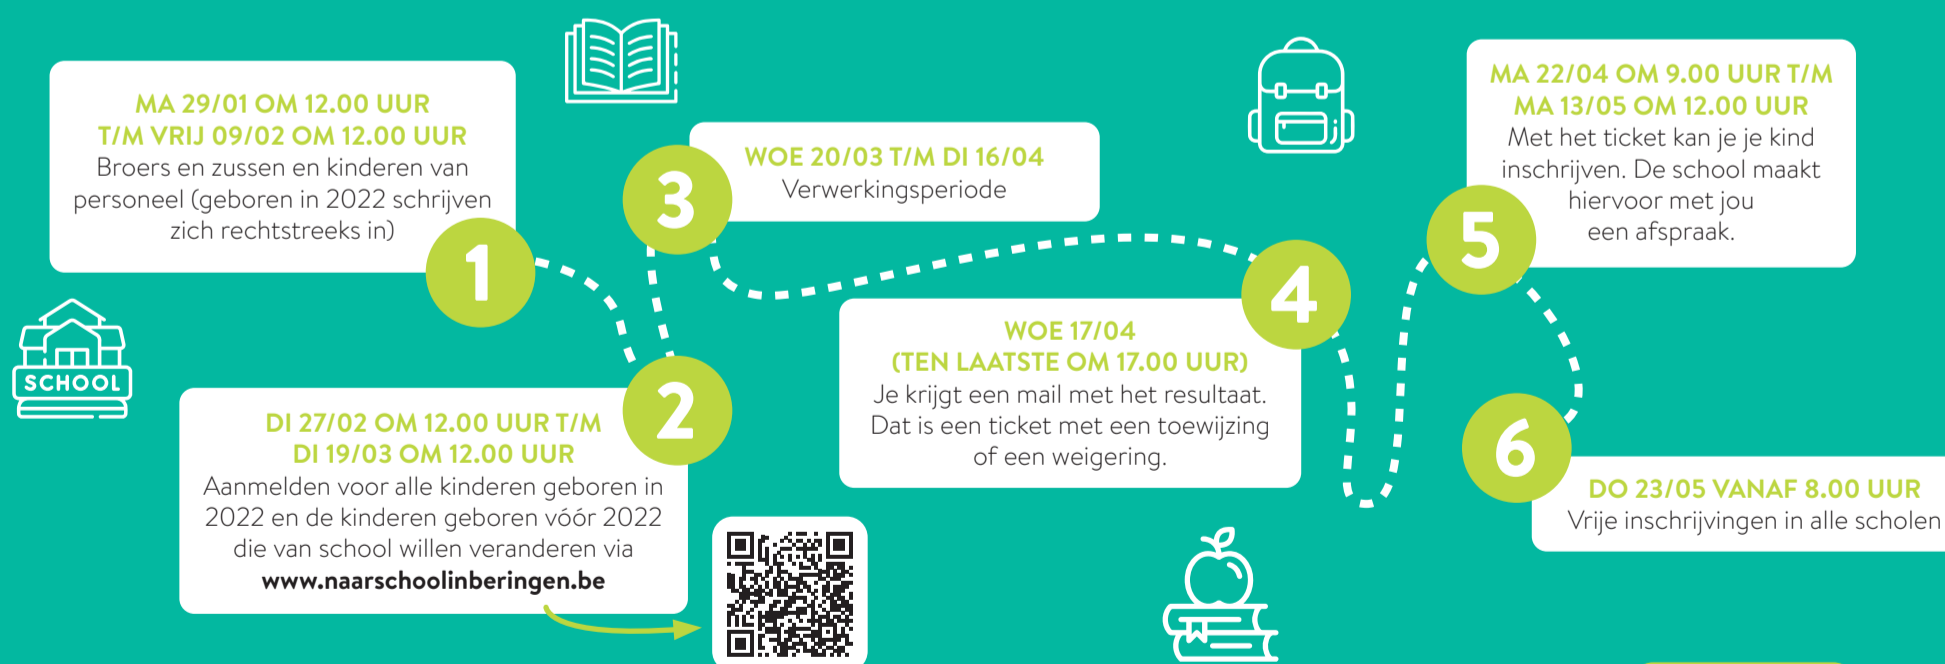 MA 29/01 OM 12.00 UUR
T/M VRIJ 09/02 OM 12.00 UUR
Broers en zussen en kinderen van
personeel (geboren in 2022 schrijven
zich rechtstreeks in)
1
SCHOOL
2
DI 27/02 OM 12.00 UUR T/M
DI 19/03 OM 12.00 UUR
Aanmelden voor alle kinderen geboren in
2022 en de kinderen geboren vóór 2022
die van school willen veranderen via
www.naarschoolinberingen.be
3
WOE 20/03 T/M DI 16/04
Verwerkingsperiode
4
WOE 17/04
(TEN LAATSTE OM 17.00 UUR)
Je krijgt een mail met het resultaat.
Dat is een ticket met een toewijzing
of een weigering.
5
MA 22/04 OM 9.00 UUR T/M
MA 13/05 OM 12.00 UUR
Met het ticket kan je je kind
inschrijven. De school maakt
hiervoor met jou
een afspraak.
6
DO 23/05 VANAF 8.00 UUR
Vrije inschrijvingen in alle scholen